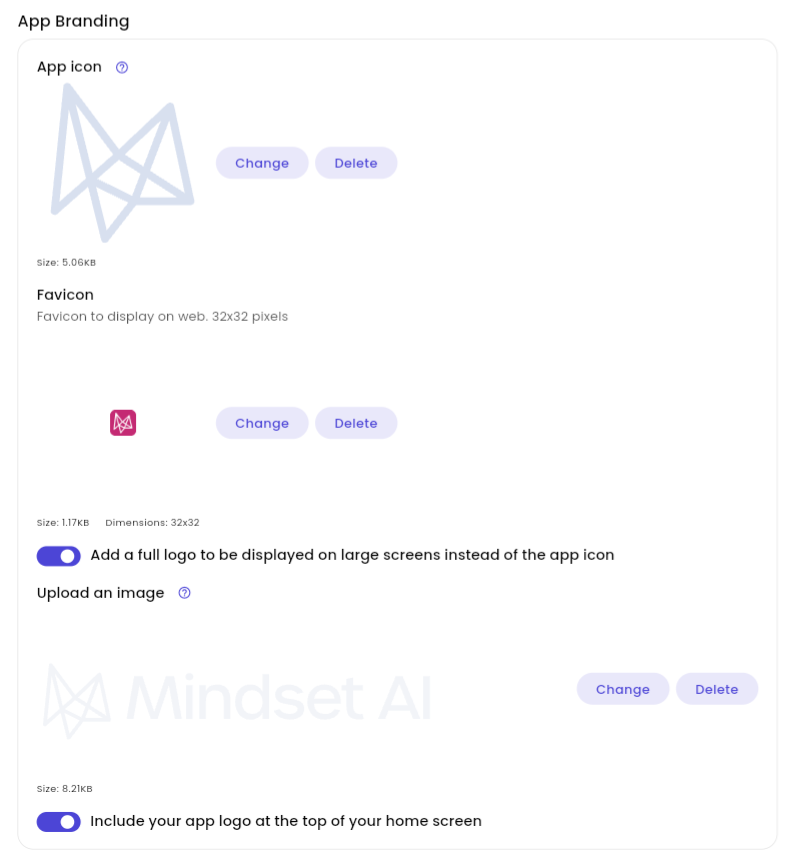 App Branding
App icon
Change
Delete
Size: 5.06KB
Favicon
Favicon to display on web. 32x32 pixels
Change
Delete
Size: 1.17KB Dimensions: 32x32
Add a full logo to be displayed on large screens instead of the app icon
Upload an image
Mindset AI
Change
Delete
Size: 8.21KB
Include your app logo at the top of your home screen